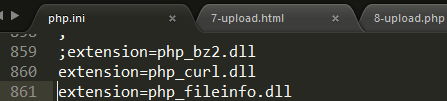 php.ini 7-upload.html 8-upload.php
;
859 ;extension=php_bz2.dll
860 extension=php_curl.dll
861 extension=php_fileinfo.dll